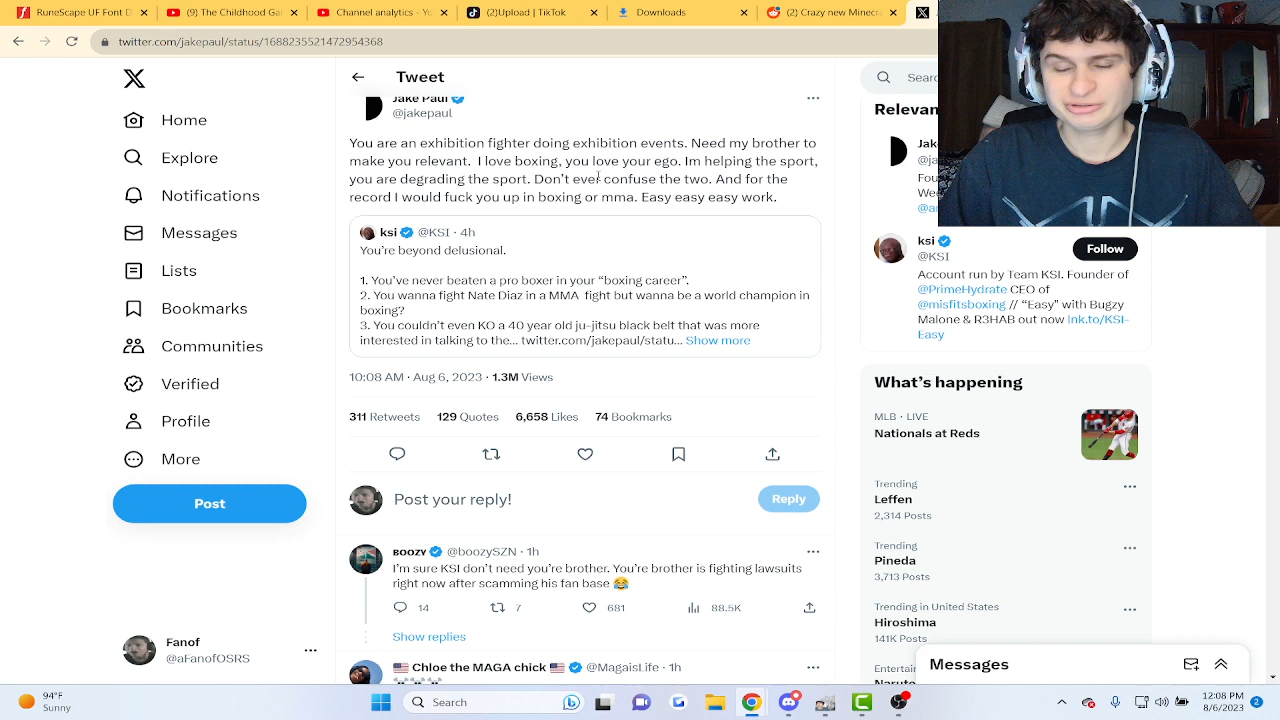 (2)Upload | TikTok
Downloads
(2) Crazy new Minecr
twitter.com/jakepaul/status/1688235521472954368
Home
Explore
Notifications
Messages
Lists
Bookmarks
Communities
Verified
Profile
More
Post
Fanof
@aFanofOSRS
Tweet
Jake Paul
@jakepaul
You are an exhibition fighter doing exhibition events. Need my brother to
make you relevant. I love boxing, you love your ego. Im helping the sport,
you are degrading the sport. Don't ever confuse the two. And for the
record I would fuck you up in boxing or mma. Easy easy easy work.
ksi @KSI · 4h
You're beyond delusional.
1. You've never beaten a pro boxer in your “boxing career”.
2. You wanna fight Nate Diaz in a MMA fight but wanna be a world champion in
boxing?
3. You couldn't even KO a 40 year old ju-jitsu black belt that was more
interested in talking to the... twitter.com/jakepaul/statu... Show more
10:08 AM · Aug 6, 2023 · 1.3M Views
311 Retweets 129 Quotes 6,658 Likes 74 Bookmarks
Post your reply!
Reply
BOOZY @boozySZN · 1h
I'm sure KSI don't need you're brother. You're brother is fighting lawsuits
right now after scamming his fan base 😂
14 7 681 88.5K
Show replies
🇺🇸 Chloe the MAGA chick 🇺🇸 @MagaisLife · 1h
Searc
Relevan
Jak
@ja
Fou
We
@a
ksi
@KSI
Follow
Account run by Team KSI. Founder of
@PrimeHydrate CEO of
@misfitsboxing // “Easy” with Bugzy
Malone & R3HAB out now lnk.to/KSI-
Easy
What's happening
MLB · LIVE
Nationals at Reds
Trending
Leffen
2,314 Posts
Trending
Pineda
3,713 Posts
Trending in United States
Hiroshima
141K Posts
Entertain
Messages
94°F
Sunny
Search
12:08 PM
8/6/2023
2